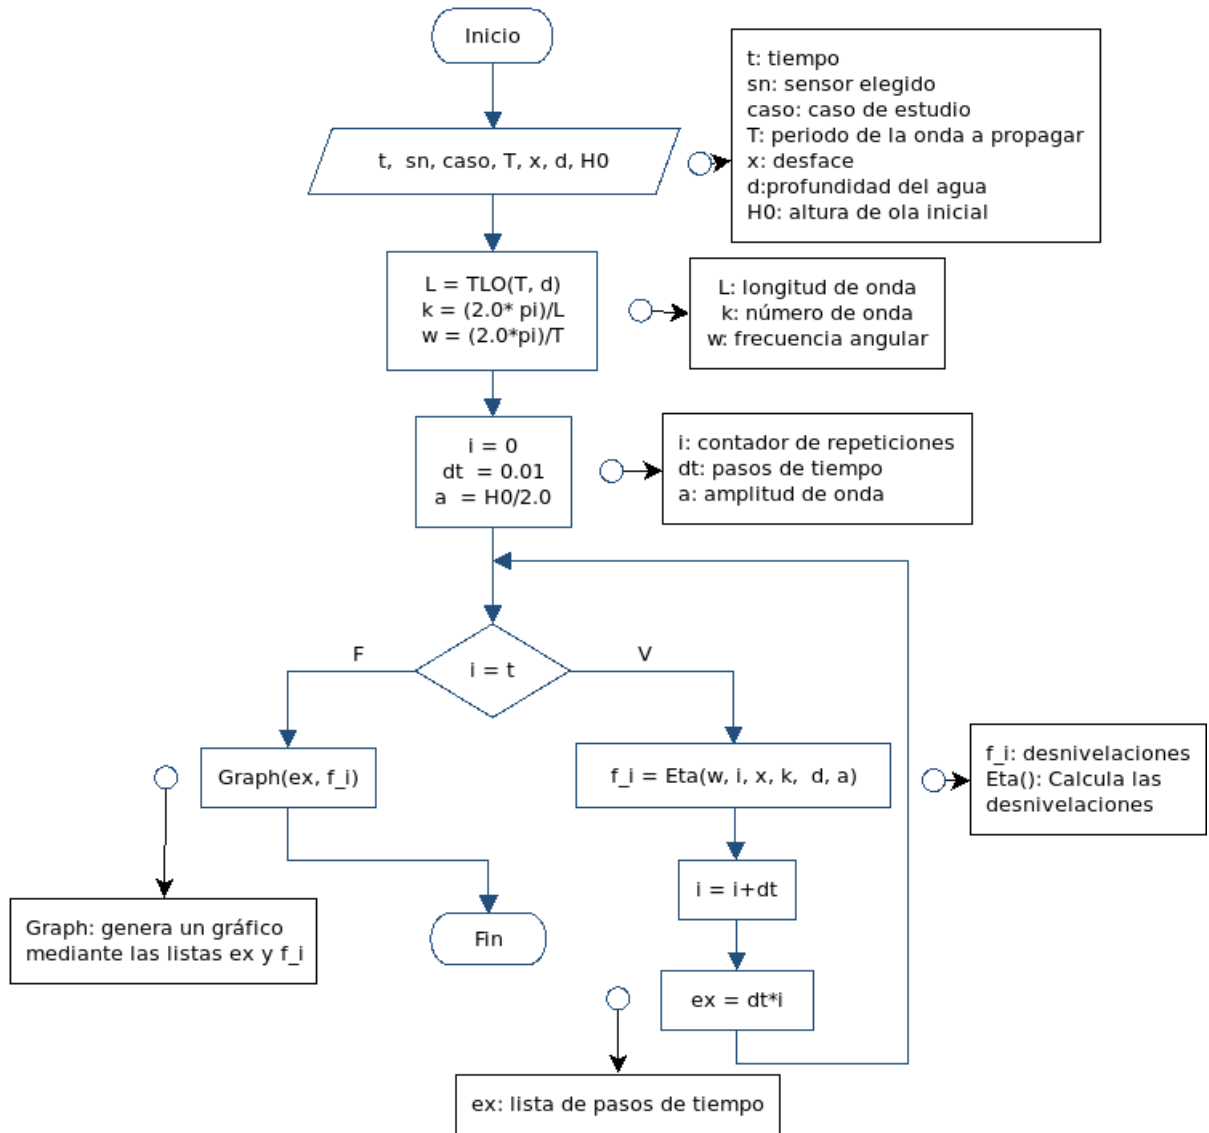 Inicio
t: tiempo
sn: sensor elegido
caso: caso de estudio
T: periodo de la onda a propagar
x: desface
d:profundidad del agua
H0: altura de ola inicial
t, sn, caso, T, x, d, H0
L = TLO(T, d)
k = (2.0* pi)/L
w = (2.0*pi)/T
L: longitud de onda
k: número de onda
w: frecuencia angular
i = 0
dt = 0.01
a = H0/2.0
i: contador de repeticiones
dt: pasos de tiempo
a: amplitud de onda
F
i = t
V
Graph(ex, f_i)
f_i = Eta(w, i, x, k, d, a)
f_i: desnivelaciones
Eta(): Calcula las
desnivelaciones
i = i+dt
Graph: genera un gráfico
mediante las listas ex y f_i
Fin
ex = dt*i
ex: lista de pasos de tiempo